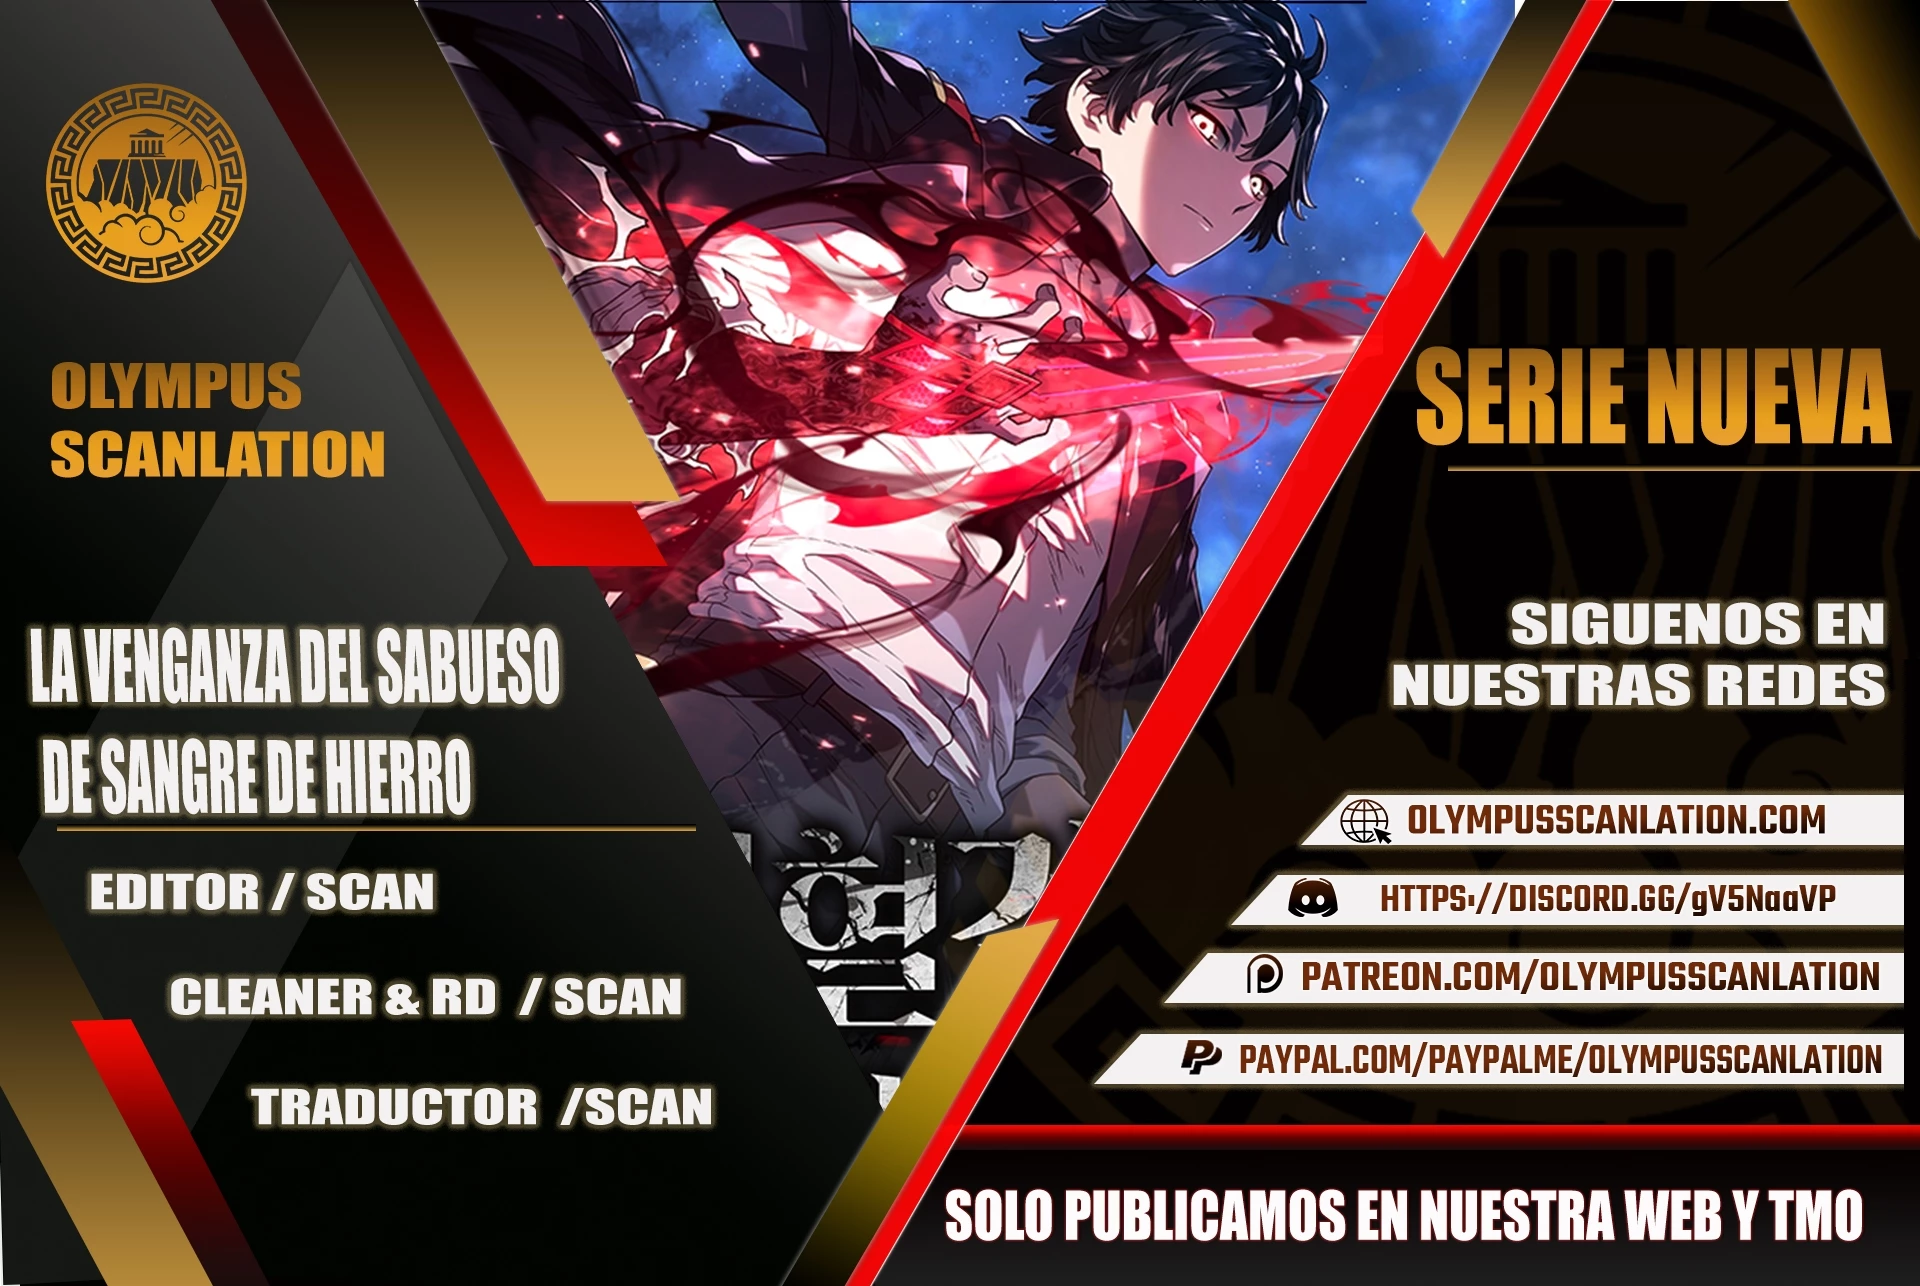 OLYMPUS
SCANLATION
LA VENGANZA DEL SABUESO
DE SANGRE DE HIERRO
EDITOR / SCAN
CLEANER & RD / SCAN
TRADUCTOR /SCAN
SERIE NUEVA
SIGUENOS EN
NUESTRAS REDES
OLYMPUSSCANLATION.COM
HTTPS://DISCORD.GG/gV5NaaVP
PATREON.COM/OLYMPUSSCANLATION
PAYPAL.COM/PAYPALME/OLYMPUSSCANLATION
SOLO PUBLICAMOS EN NUESTRA WEB Y TMO